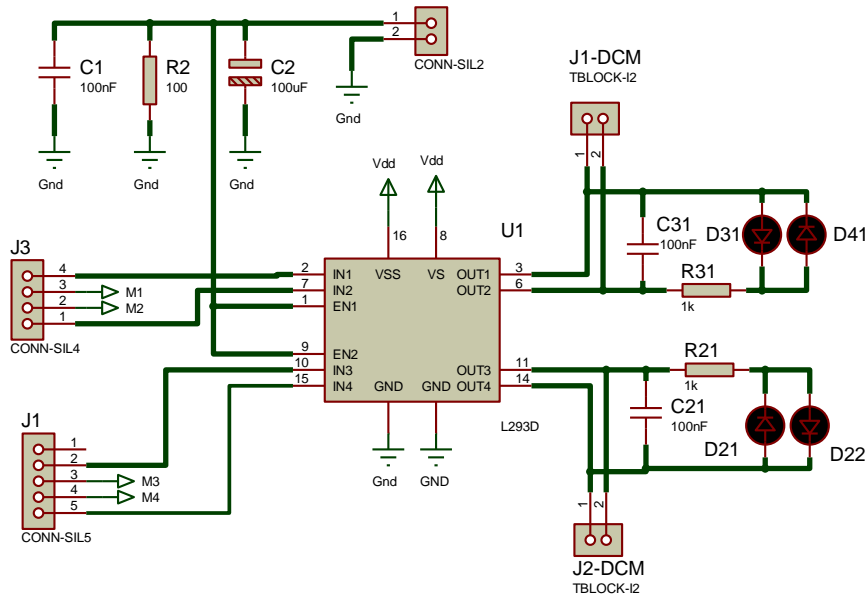 1
2
CONN-SIL2
C1
100nF
R2
100
C2
100uF
Gnd
Gnd
Gnd
Gnd
J1-DCM
TBLOCK-I2
1
2
Vdd
Vdd
16
8
U1
J3
4
3
2
1
M1
M2
CONN-SIL4
2
7
1
9
10
15
IN1
IN2
EN1
EN2
IN3
IN4
VSS
VS
GND
GND
OUT1
OUT2
OUT3
OUT4
3
6
11
14
L293D
Gnd
GND
C31
100nF
R31
1k
D31
D41
R21
1k
C21
100nF
D21
D22
J1
1
2
3
4
5
M3
M4
CONN-SIL5
1
2
J2-DCM
TBLOCK-I2